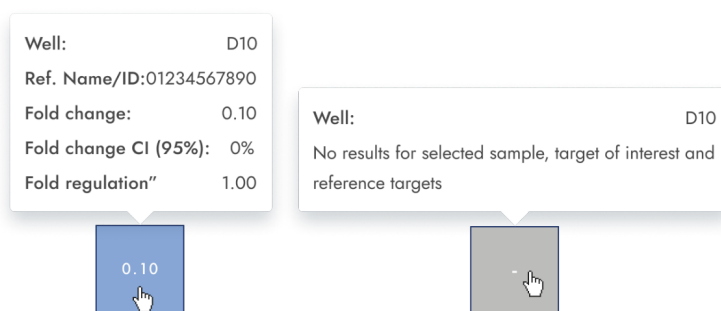 Well: D10
Ref. Name/ID:01234567890
Fold change: 0.10
Fold change CI (95%): 0%
Fold regulation” 1.00
0.10
Well: D10
No results for selected sample, target of interest and
reference targets
-